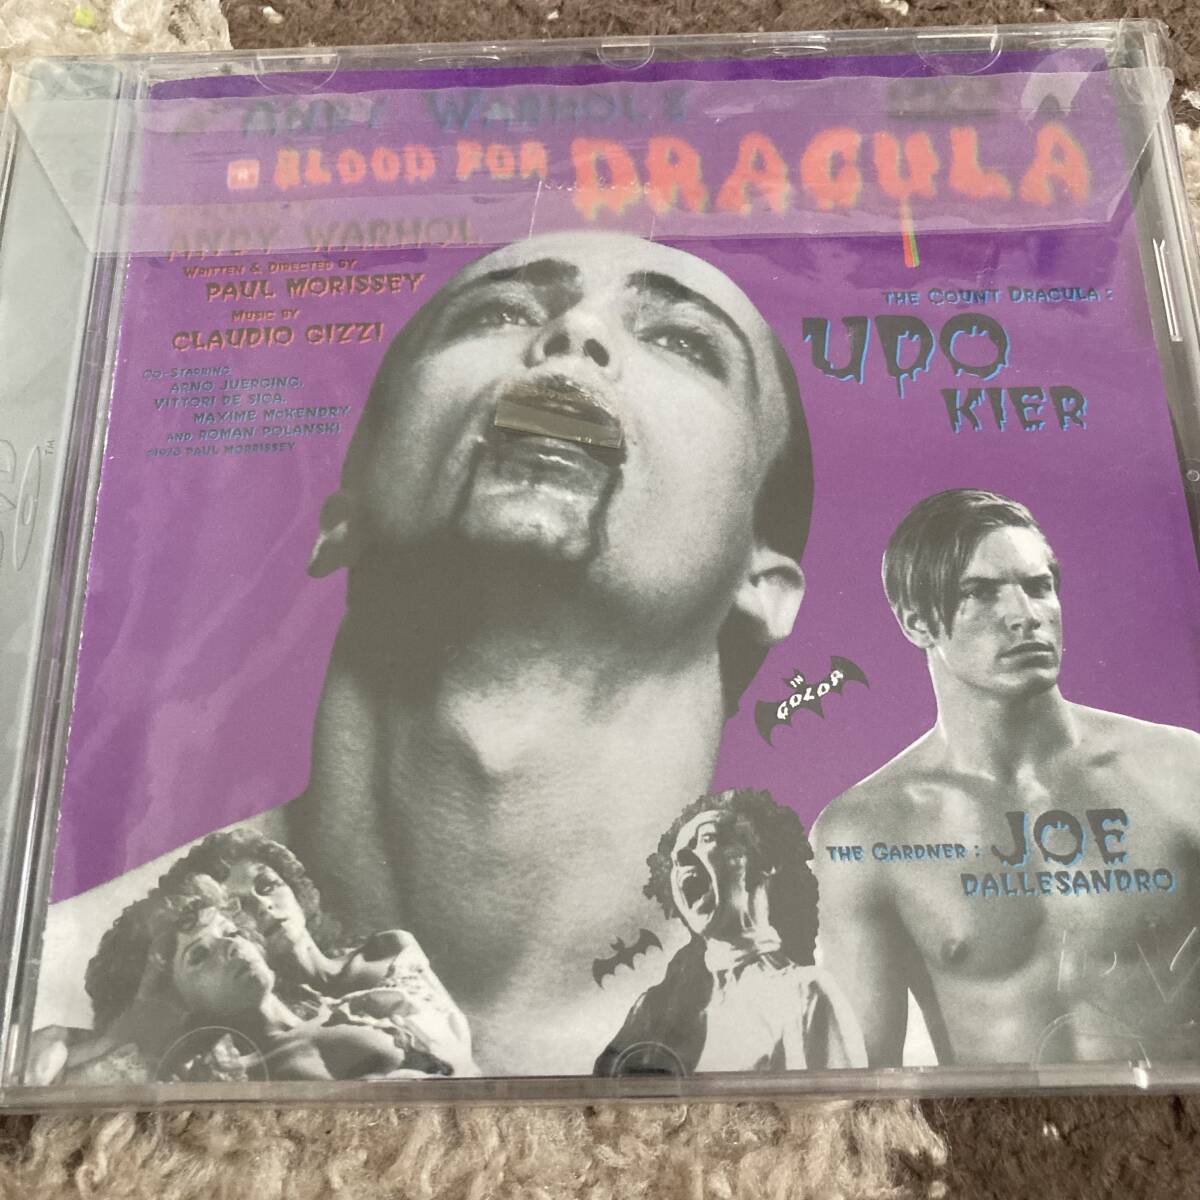 ANDY WARHOL'S
BLOOD FOR DRACULA
ANDY WARHOL
WRITTEN & DIRECTED BY
PAUL MORISSEY
MUSIC BY
CLAUDIO GIZZI
CO-STARRING
ARNO JUERGING,
VITTORI DE SICA,
MAXIME MCKENDRY
AND ROMAN POLANSKI
PAUL MORRISSEY
THE COUNT DRACULA :
UDO
KIER
IN
COLOR
THE GARDNER : JOE
DALLESANDRO